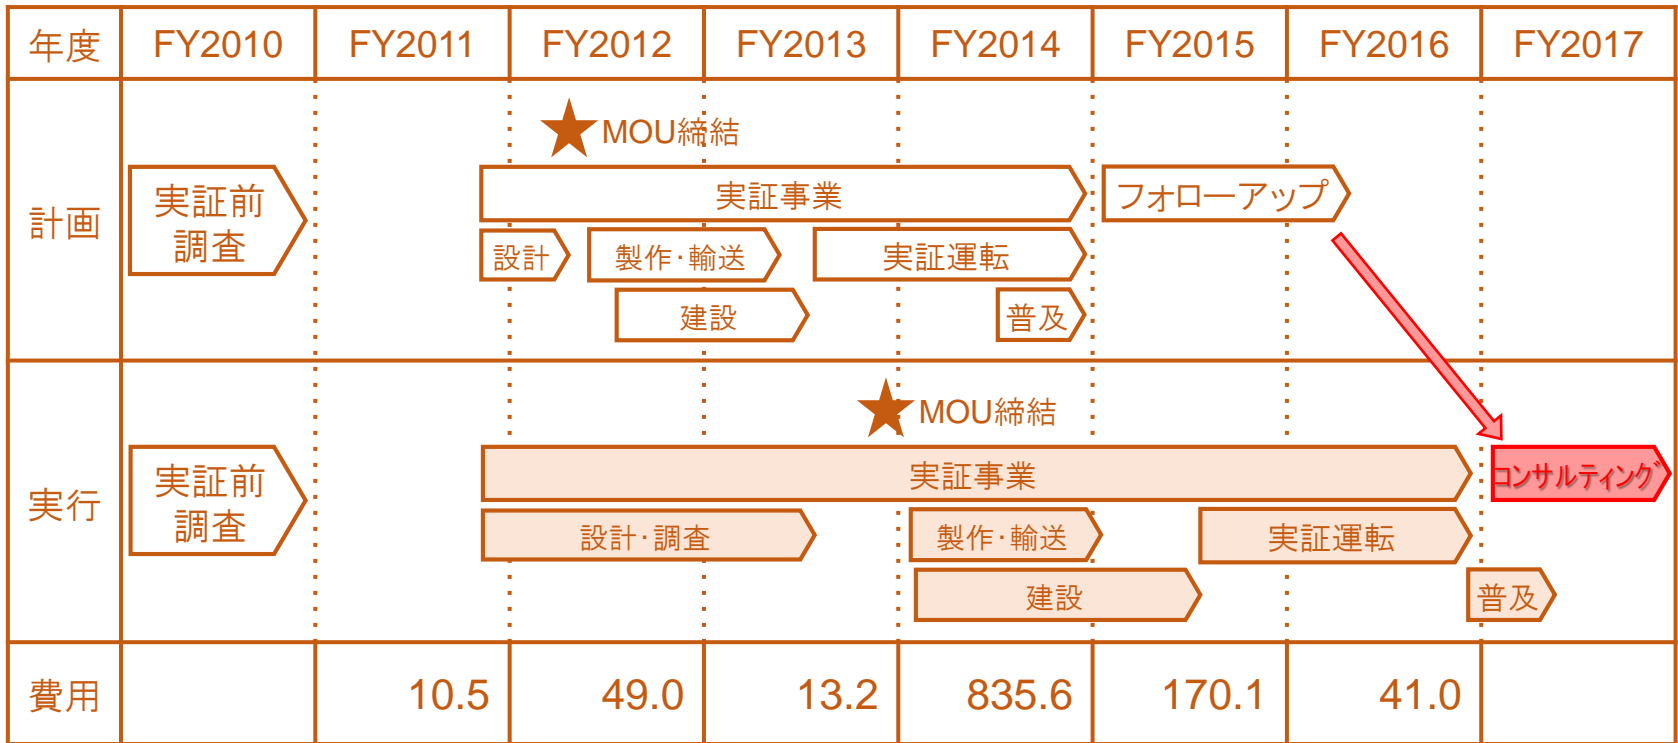 年度 FY2010 FY2011 FY2012 FY2013 FY2014 FY2015 FY2016 FY2017
計画
MOU締結
実証前
調査
実証事業
フォローアップ
設計
製作・輸送
実証運転
建設
普及
実行
MOU締結
実証前
調査
実証事業
コンサルティング
設計・調査
製作・輸送
実証運転
建設
普及
費用 10.5 49.0 13.2 835.6 170.1 41.0